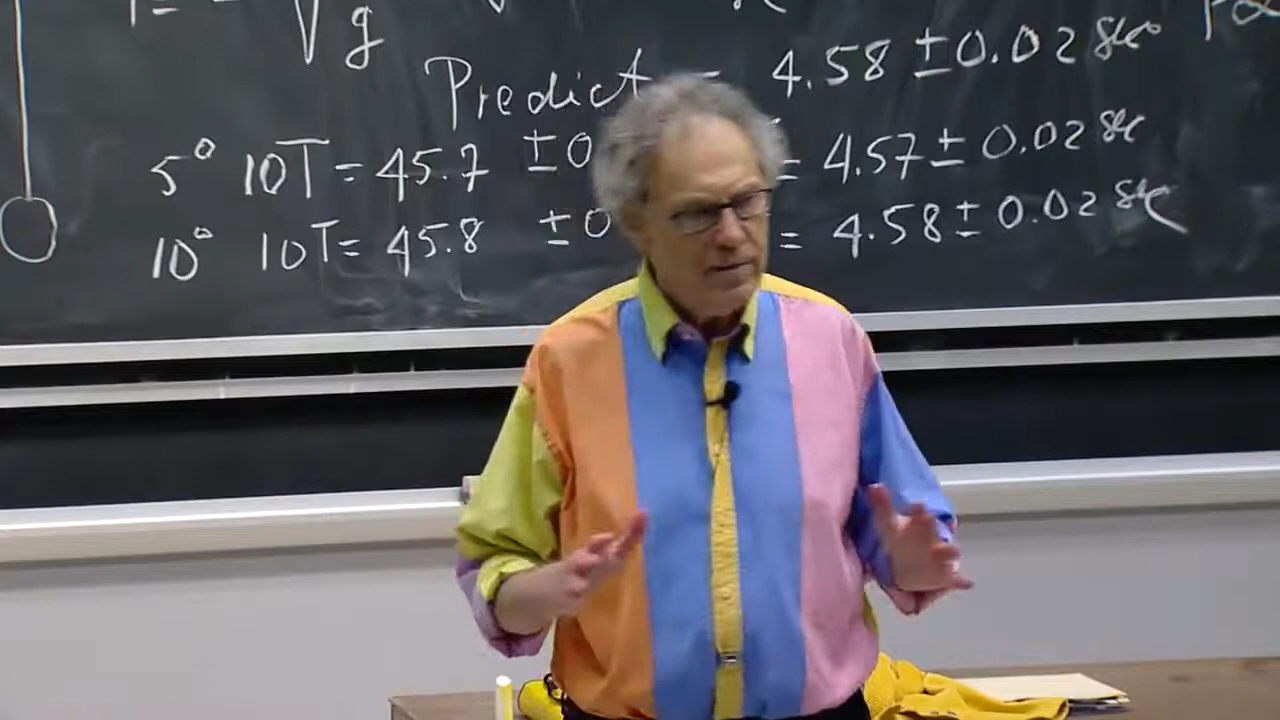 √g
Predict = 4.58 ±0.02 sec
5° 10T = 45.7 ±0 = 4.57 ± 0.02 sec
10° 10T = 45.8 ±0 = 4.58 ± 0.02 sec